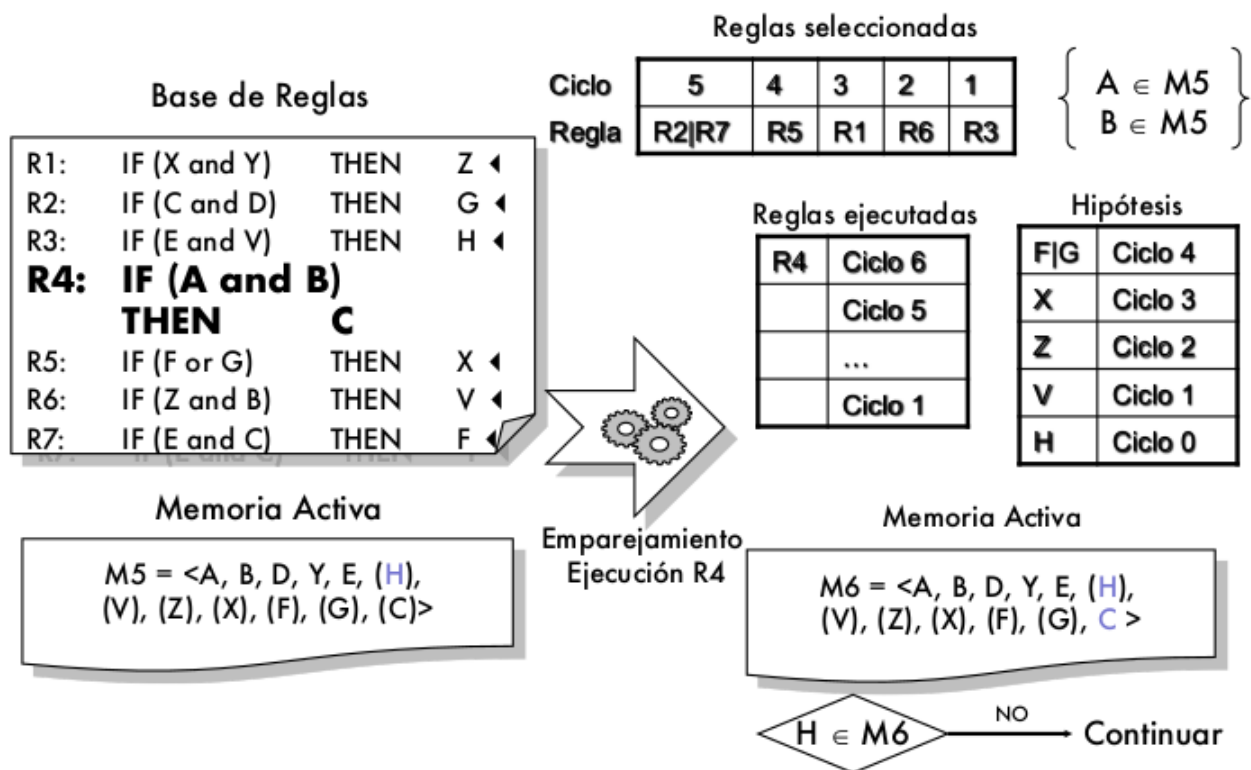 Reglas seleccionadas
Ciclo 5 4 3 2 1
Regla R2|R7 R5 R1 R6 R3
A ∈ M5
B ∈ M5
Base de Reglas
R1: IF (X and Y) THEN Z
R2: IF (C and D) THEN G
R3: IF (E and V) THEN H
R4: IF (A and B)
THEN C
R5: IF (F or G) THEN X
R6: IF (Z and B) THEN V
R7: IF (E and C) THEN F
Reglas ejecutadas
R4 Ciclo 6
Ciclo 5
...
Ciclo 1
Hipótesis
F|G Ciclo 4
X Ciclo 3
Z Ciclo 2
V Ciclo 1
H Ciclo 0
Memoria Activa
M5 = <A, B, D, Y, E, (H),
(V), (Z), (X), (F), (G), (C)>
Emparejamiento
Ejecución R4
Memoria Activa
M6 = <A, B, D, Y, E, (H),
(V), (Z), (X), (F), (G), C >
H ∈ M6
NO
Continuar